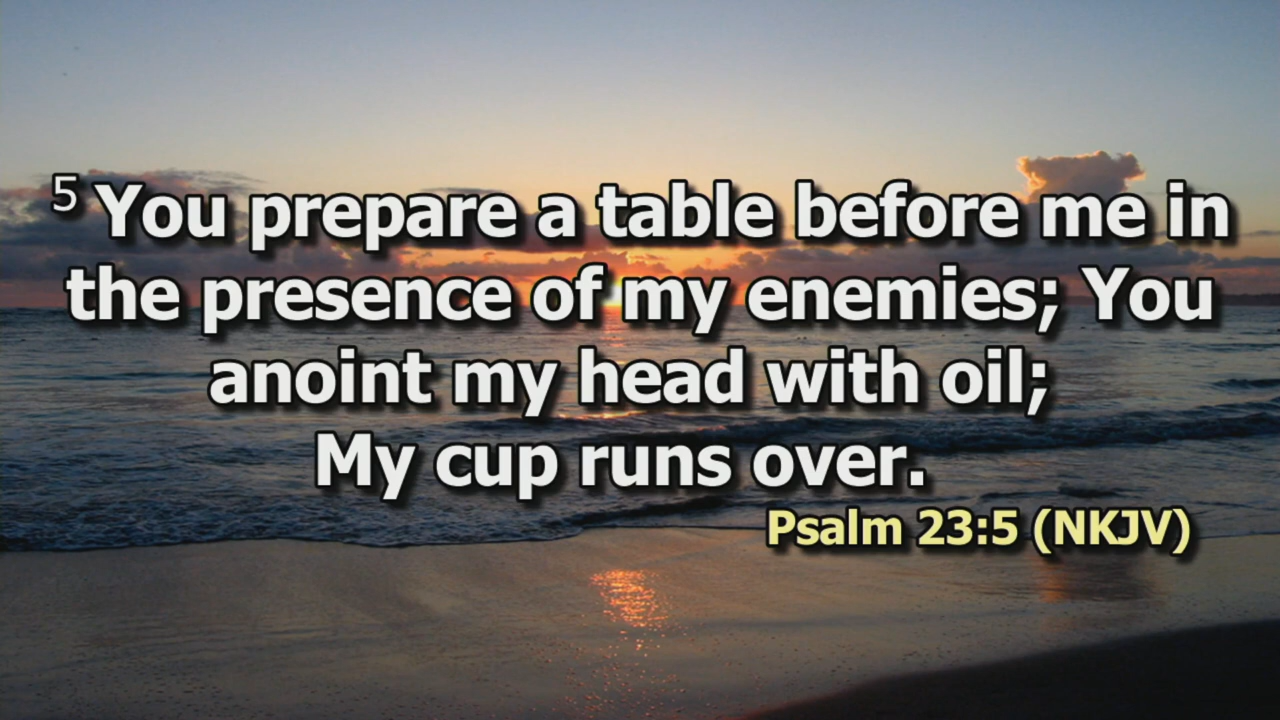 5 You prepare a table before me in
the presence of my enemies; You
anoint my head with oil;
My cup runs over.
Psalm 23:5 (NKJV)